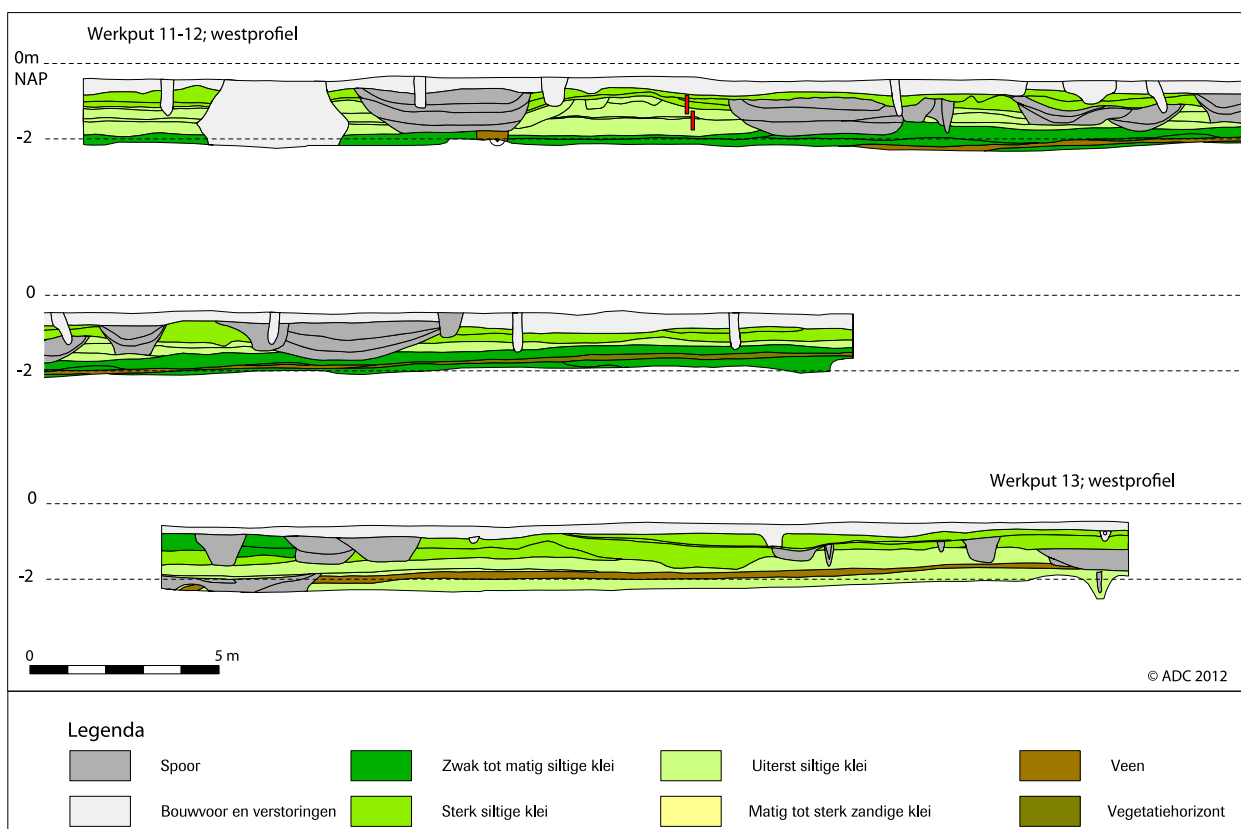 Werkput 11-12; westprofiel
0m
NAP
-2
0
-2
Werkput 13; westprofiel
0
-2
0 5 m
© ADC 2012
Legenda
Spoor Zwak tot matig siltige klei Uiterst siltige klei Veen
Bouwvoor en verstoringen Sterk siltige klei Matig tot sterk zandige klei Vegetatiehorizont